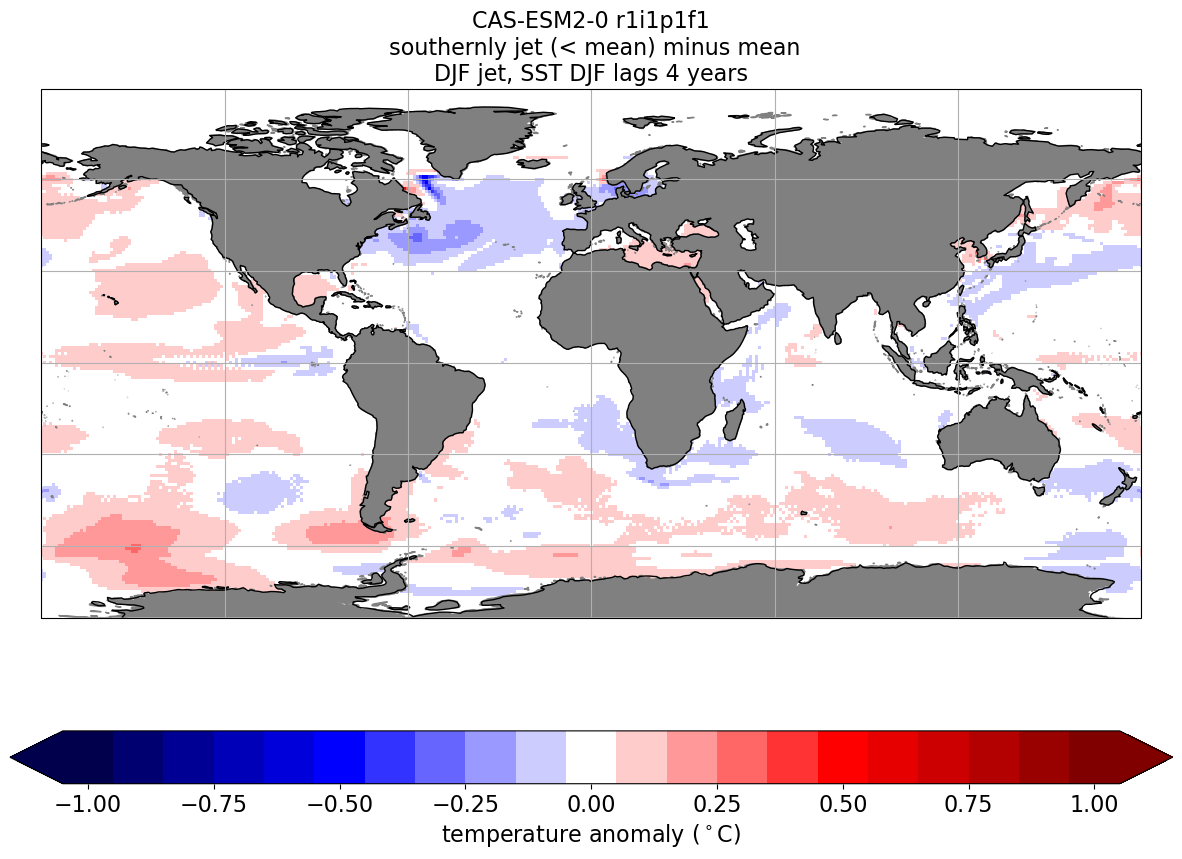 CAS-ESM2-0 r1i1p1f1
southernly jet (< mean) minus mean
DJF jet, SST DJF lags 4 years
−1.00 −0.75 −0.50 −0.25 0.00 0.25 0.50 0.75 1.00
temperature anomaly (°C)